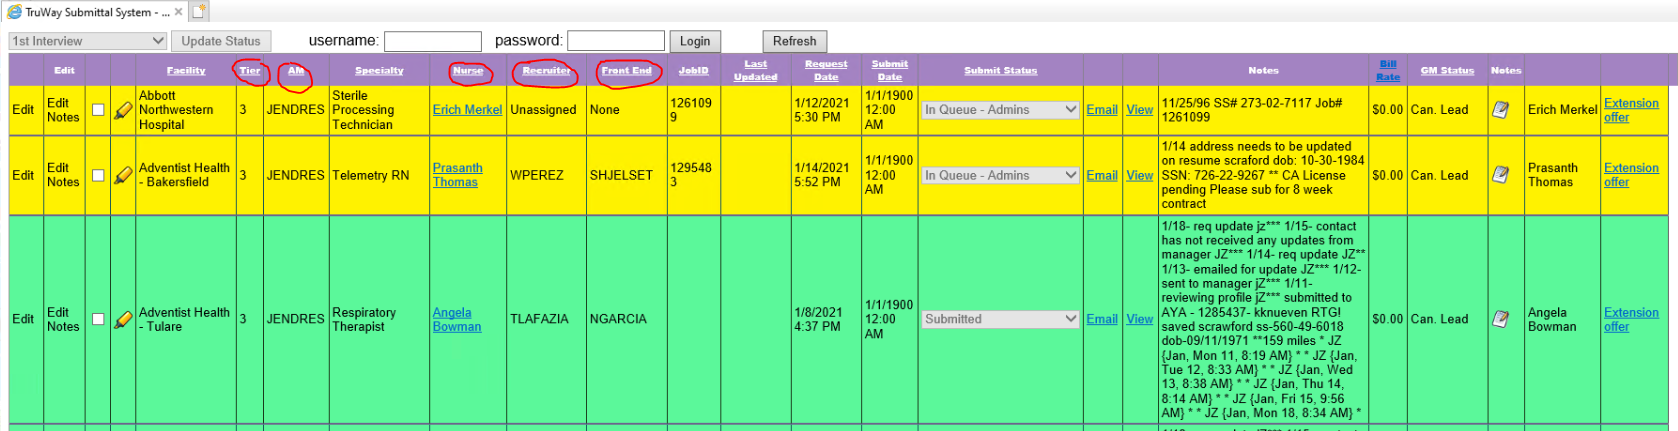 TruWay Submittal System - ...
1st Interview Update Status username: password: Login Refresh
Edit Facility Tier AM Specialty Nurse Recruiter Front End JobID Last Updated Request Date Submit Date Submit Status Notes Bill Rate GM Status Notes
Edit
Edit
Notes
Abbott
Northwestern
Hospital
3
JENDRES
Sterile
Processing
Technician
Erich Merkel
Unassigned
None
126109
9
1/12/2021
5:30 PM
1/1/1900
12:00
AM
In Queue - Admins
Email
View
11/25/96 SS# 273-02-7117 Job#
1261099
$0.00
Can. Lead
Erich Merkel
Extension
offer
Edit
Edit
Notes
Adventist Health
- Bakersfield
3
JENDRES
Telemetry RN
Prasanth
Thomas
WPEREZ
SHJELSET
129548
3
1/14/2021
5:52 PM
1/1/1900
12:00
AM
In Queue - Admins
Email
View
1/14 address needs to be updated
on resume scraford dob: 10-30-1984
SSN: 726-22-9267 ** CA License
pending Please sub for 8 week
contract
$0.00
Can. Lead
Prasanth
Thomas
Extension
offer
Edit
Edit
Notes
Adventist Health
- Tulare
3
JENDRES
Respiratory
Therapist
Angela
Bowman
TLAFAZIA
NGARCIA
1/8/2021
4:37 PM
1/1/1900
12:00
AM
Submitted
Email
View
1/18- req update jz*** 1/15- contact
has not received any updates from
manager JZ*** 1/14- req update JZ**
1/13- emailed for update JZ*** 1/12-
sent to manager jZ*** 1/11-
reviewing profile jZ*** submitted to
AYA - 1285437- kknueven RTG!
saved scrawford ss-560-49-6018
dob-09/11/1971 **159 miles * JZ
{Jan, Mon 11, 8:19 AM} * * JZ {Jan,
Tue 12, 8:33 AM} * * JZ {Jan, Wed
13, 8:38 AM} * * JZ {Jan, Thu 14,
8:14 AM} * * JZ {Jan, Fri 15, 9:56
AM} * * JZ {Jan, Mon 18, 8:34 AM} *
$0.00
Can. Lead
Angela
Bowman
Extension
offer